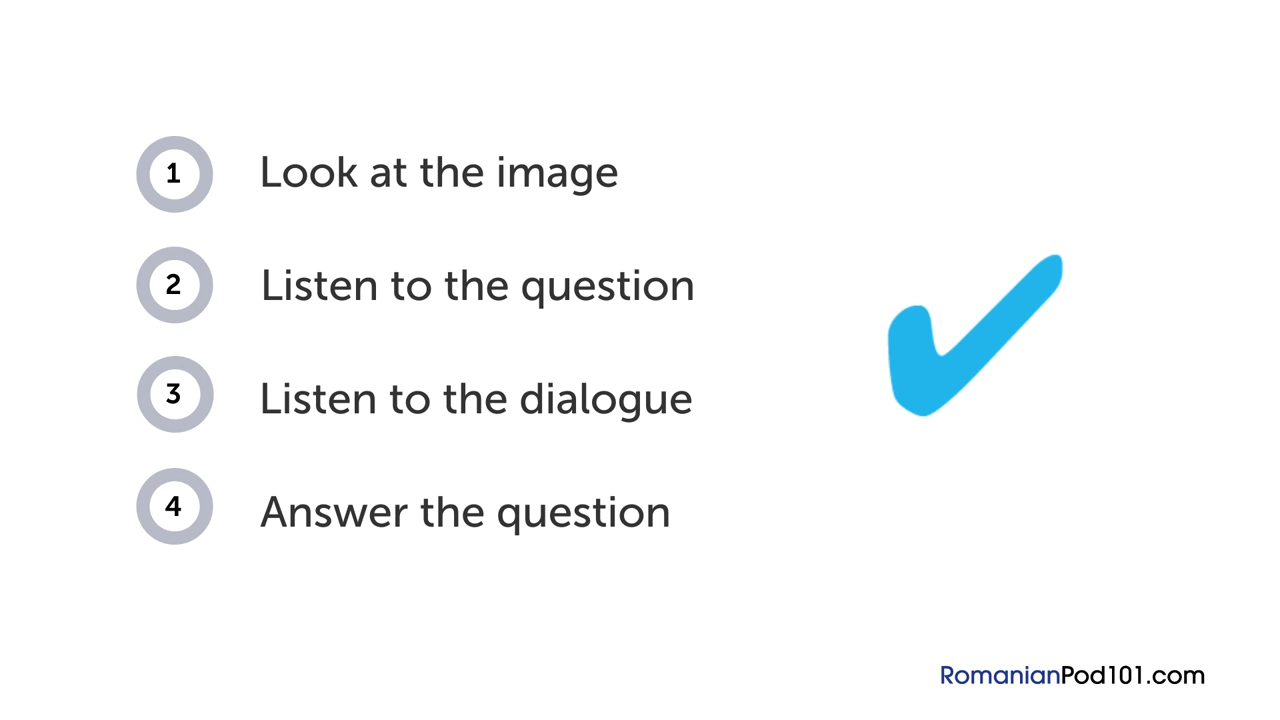 1 Look at the image
2 Listen to the question
3 Listen to the dialogue
4 Answer the question
RomanianPod101.com